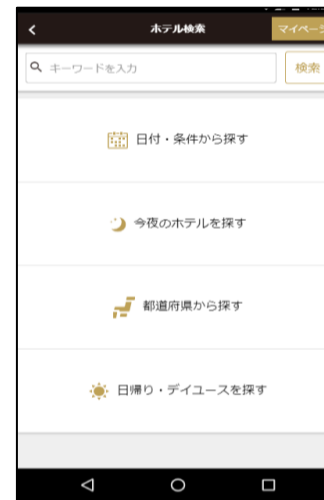 ホテル検索
マイページ
キーワードを入力
検索
日付・条件から探す
今夜のホテルを探す
都道府県から探す
日帰り・デイユースを探す